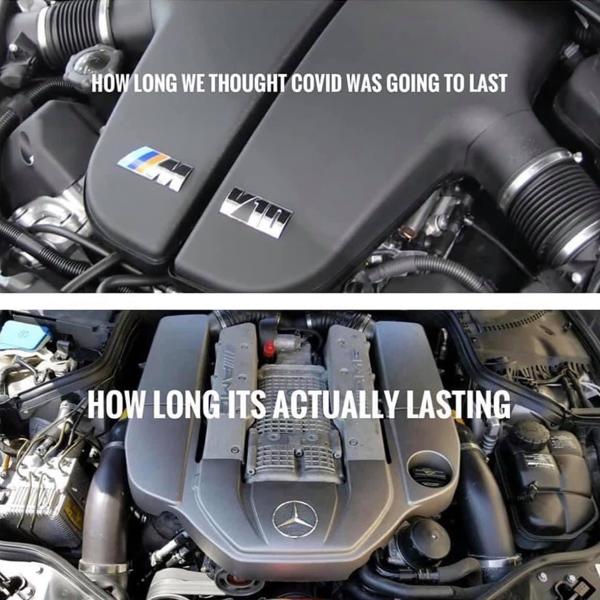 HOW LONG WE THOUGHT COVID WAS GOING TO LAST
M
V10
AMG
HOW LONG ITS ACTUALLY LASTING